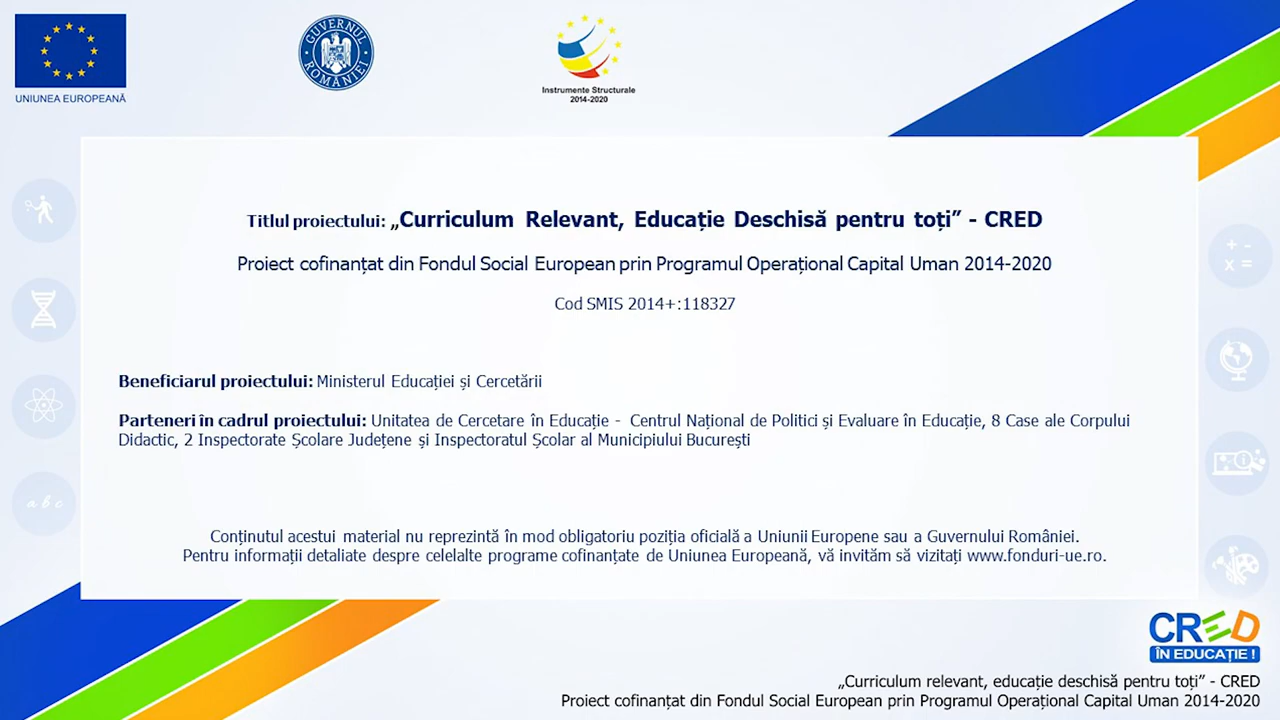 UNIUNEA EUROPEANĂ
GUVERNUL ROMÂNIEI
Instrumente Structurale
2014-2020
Titlul proiectului: „Curriculum Relevant, Educație Deschisă pentru toți” - CRED
Proiect cofinanțat din Fondul Social European prin Programul Operațional Capital Uman 2014-2020
Cod SMIS 2014+:118327
Beneficiarul proiectului: Ministerul Educației și Cercetării
Parteneri în cadrul proiectului: Unitatea de Cercetare în Educație - Centrul Național de Politici și Evaluare în Educație, 8 Case ale Corpului
Didactic, 2 Inspectorate Școlare Județene și Inspectoratul Școlar al Municipiului București
a b c
+ -
x =
Conținutul acestui material nu reprezintă în mod obligatoriu poziția oficială a Uniunii Europene sau a Guvernului României.
Pentru informații detaliate despre celelalte programe cofinanțate de Uniunea Europeană, vă invităm să vizitați www.fonduri-ue.ro.
CRED
ÎN EDUCAȚIE !
„Curriculum relevant, educație deschisă pentru toți” - CRED
Proiect cofinanțat din Fondul Social European prin Programul Operațional Capital Uman 2014-2020